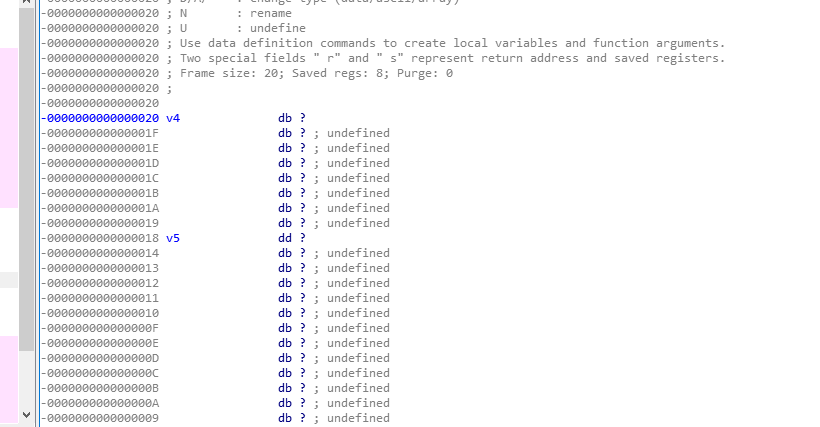 -0000000000000020 ; D/A/* : change type (data/ascii/array)
-0000000000000020 ; N : rename
-0000000000000020 ; U : undefine
-0000000000000020 ; Use data definition commands to create local variables and function arguments.
-0000000000000020 ; Two special fields " r" and " s" represent return address and saved registers.
-0000000000000020 ; Frame size: 20; Saved regs: 8; Purge: 0
-0000000000000020 ;
-0000000000000020
-0000000000000020 v4 db ?
-000000000000001F db ? ; undefined
-000000000000001E db ? ; undefined
-000000000000001D db ? ; undefined
-000000000000001C db ? ; undefined
-000000000000001B db ? ; undefined
-000000000000001A db ? ; undefined
-0000000000000019 db ? ; undefined
-0000000000000018 v5 dd ?
-0000000000000014 db ? ; undefined
-0000000000000013 db ? ; undefined
-0000000000000012 db ? ; undefined
-0000000000000011 db ? ; undefined
-0000000000000010 db ? ; undefined
-000000000000000F db ? ; undefined
-000000000000000E db ? ; undefined
-000000000000000D db ? ; undefined
-000000000000000C db ? ; undefined
-000000000000000B db ? ; undefined
-000000000000000A db ? ; undefined
-0000000000000009 db ? ; undefined